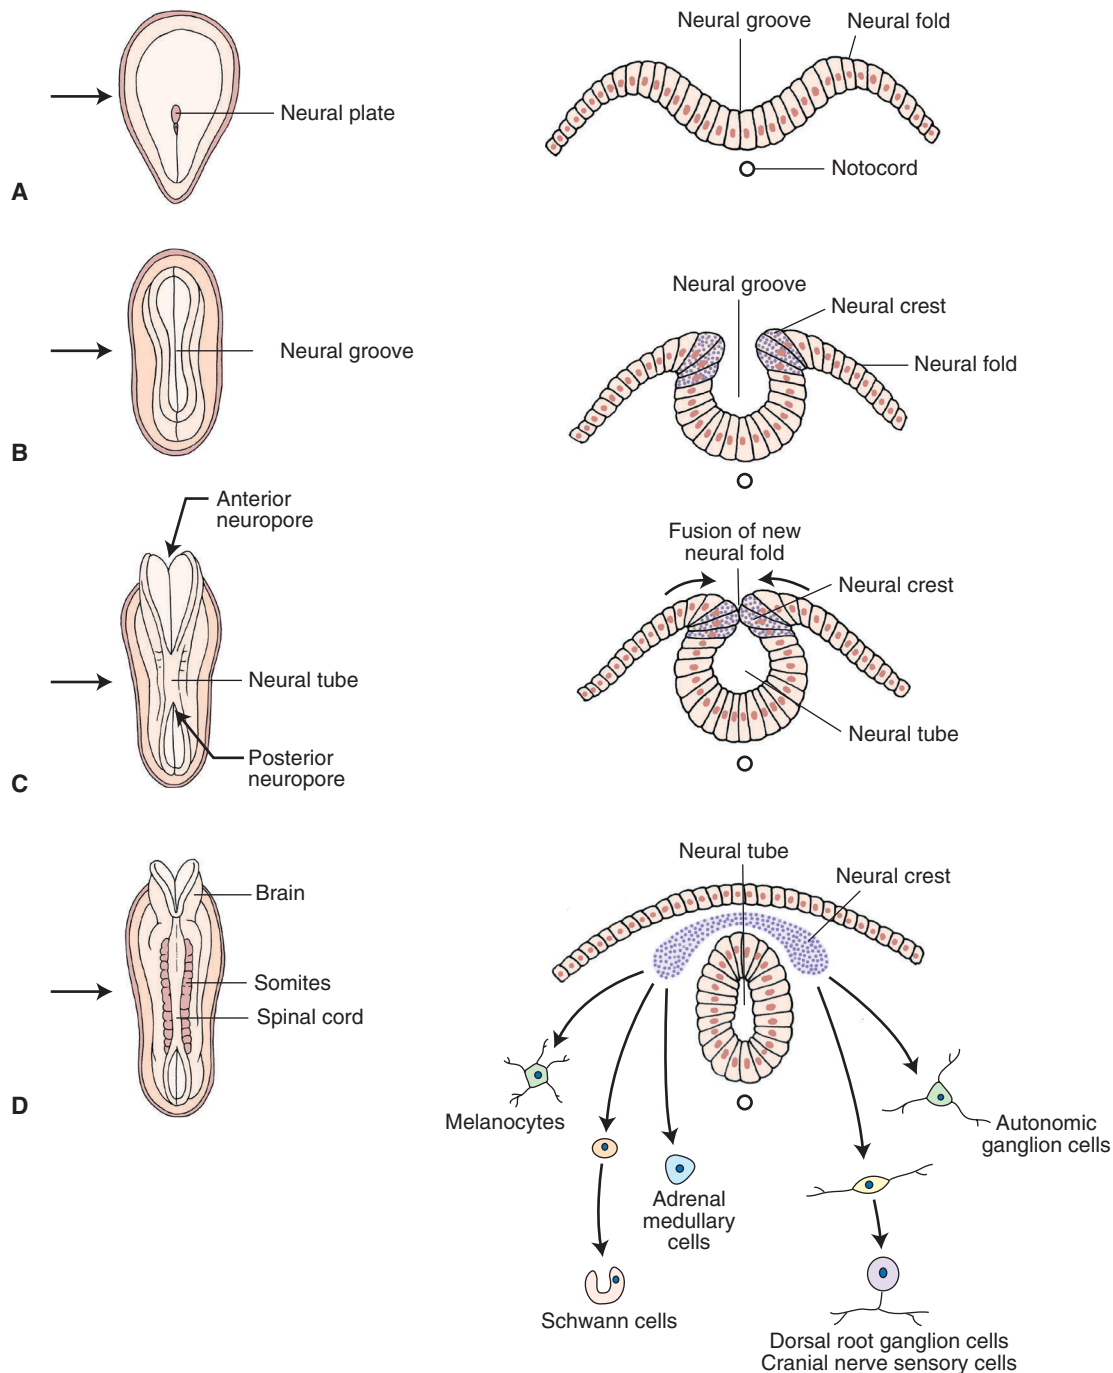 Neural plate
Neural groove
Neural fold
Notocord
A
Neural groove
Neural groove
Neural crest
Neural fold
B
Anterior
neuropore
Neural tube
Posterior
neuropore
Fusion of new
neural fold
Neural crest
Neural tube
C
Brain
Somites
Spinal cord
Neural tube
Neural crest
D
Melanocytes
Schwann cells
Adrenal
medullary
cells
Autonomic
ganglion cells
Dorsal root ganglion cells
Cranial nerve sensory cells